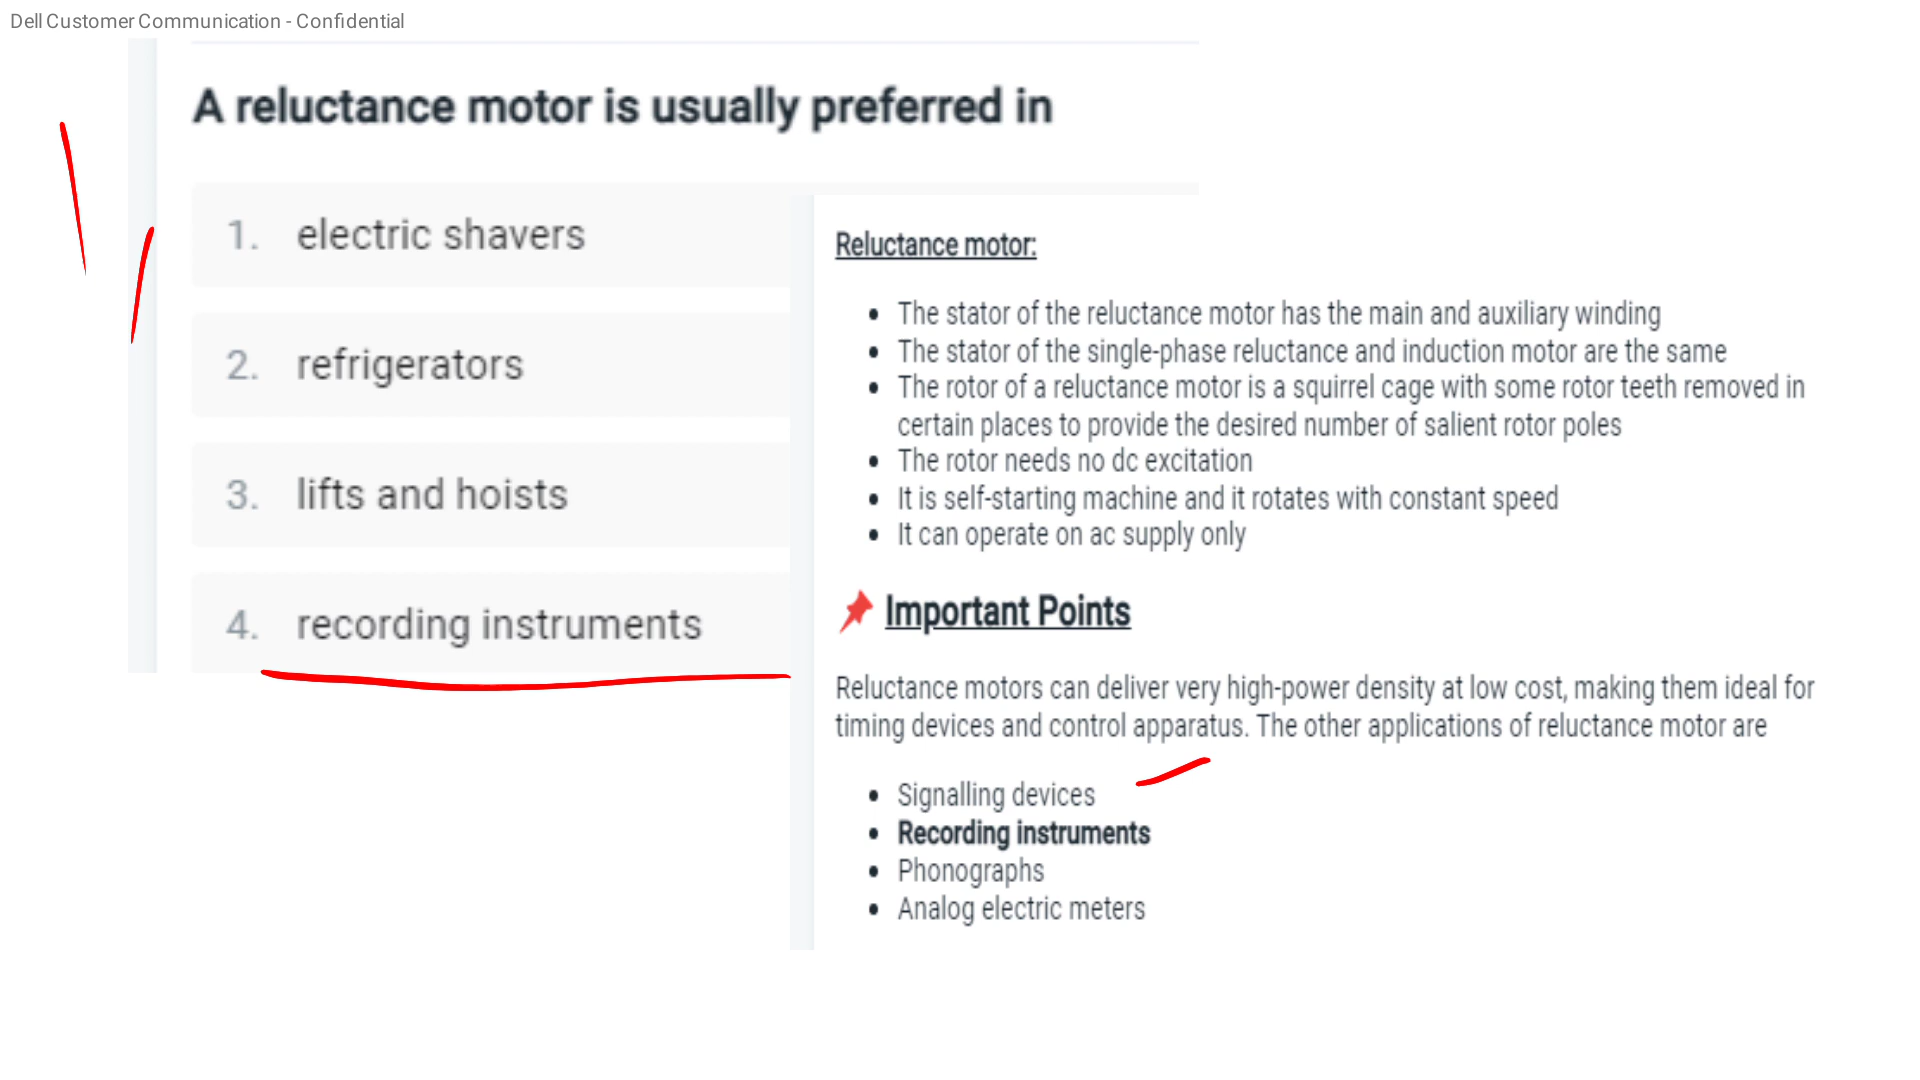 Dell Customer Communication - Confidential
A reluctance motor is usually preferred in
1. electric shavers
2. refrigerators
3. lifts and hoists
4. recording instruments
Reluctance motor:
• The stator of the reluctance motor has the main and auxiliary winding
• The stator of the single-phase reluctance and induction motor are the same
• The rotor of a reluctance motor is a squirrel cage with some rotor teeth removed in
certain places to provide the desired number of salient rotor poles
• The rotor needs no dc excitation
• It is self-starting machine and it rotates with constant speed
• It can operate on ac supply only
Important Points
Reluctance motors can deliver very high-power density at low cost, making them ideal for
timing devices and control apparatus. The other applications of reluctance motor are
• Signalling devices
• Recording instruments
• Phonographs
• Analog electric meters